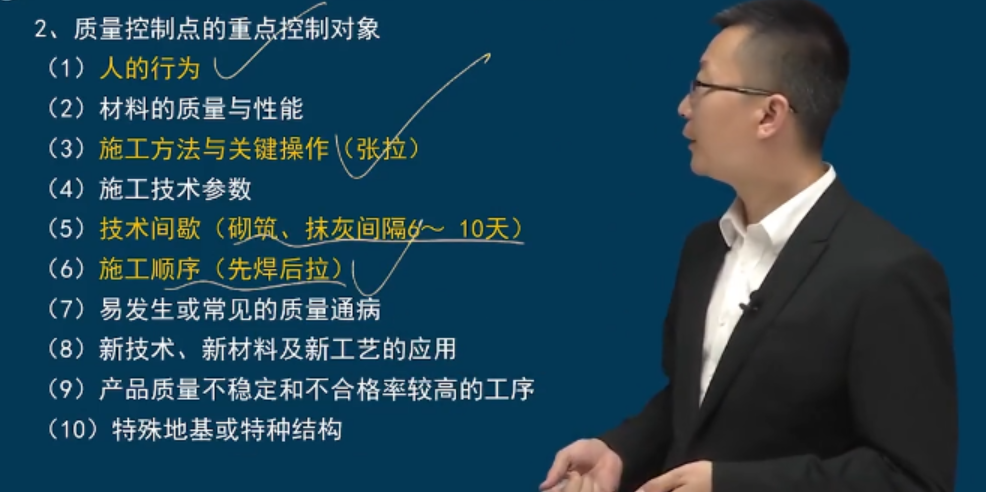 2、质量控制点的重点控制对象
（1）人的行为
（2）材料的质量与性能
（3）施工方法与关键操作（张拉）
（4）施工技术参数
（5）技术间歇（砌筑、抹灰间隔6～ 10天）
（6）施工顺序（先焊后拉）
（7）易发生或常见的质量通病
（8）新技术、新材料及新工艺的应用
（9）产品质量不稳定和不合格率较高的工序
（10）特殊地基或特种结构